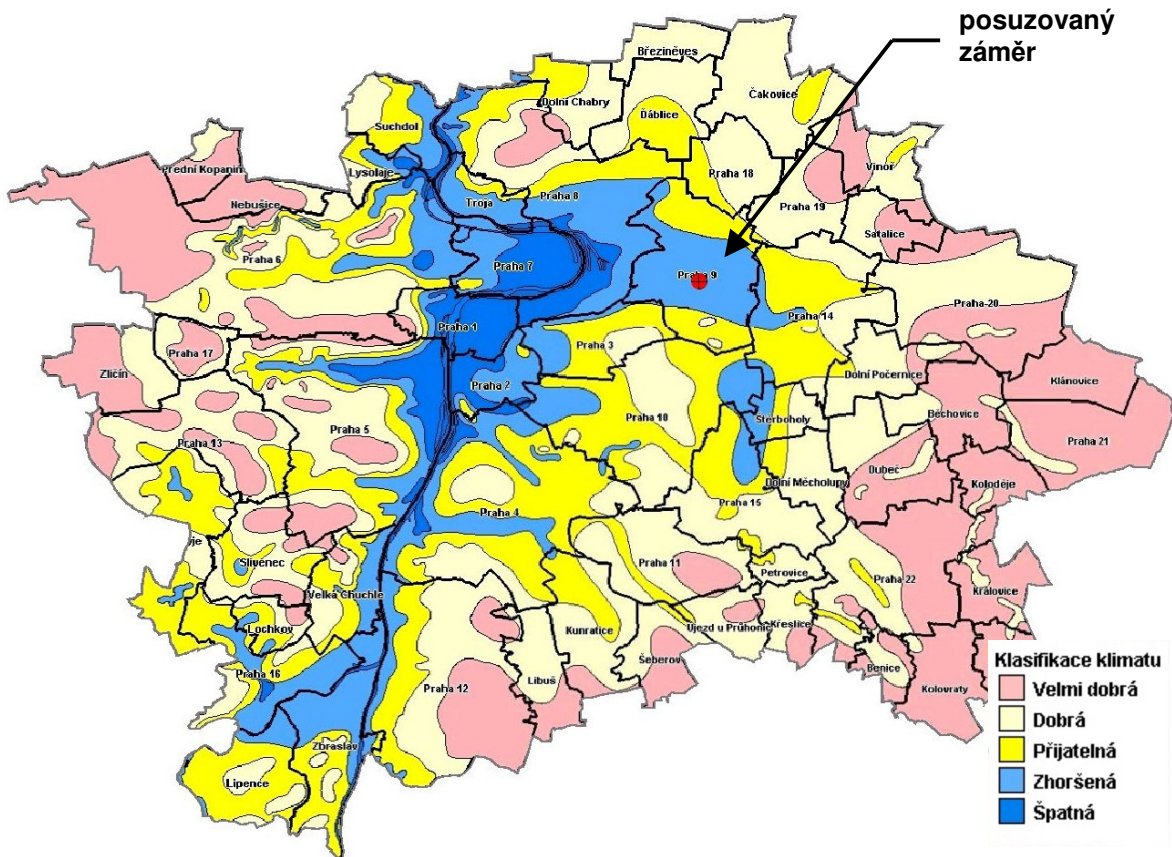 posuzovaný
záměr
Březiněves
Čakovice
Dolní Chabry
Ďáblice
Suchdol
Přední Kopanin
Lysolaje
Praha 18
Vinoř
Nebušice
Troja
Praha 8
Praha 19
Satalice
Praha 6
Praha 7
Praha 9
Praha-20
Praha 14
Praha 1
Praha 17
Praha 3
Zličín
Dolní Počernice
Klánovice
Praha 2
Běchovice
Praha 10
Štěrboholy
Praha 5
Praha 13
Praha 21
Dubeč
Dolní Měcholupy
Koloděje
Praha 15
Praha 4
je
Slivenec
Praha 11
Petrovice
Praha 22
Královice
Velká Chuchle
Lochkov
Kunratice
Újezd u Průhonic
Křeslice
Šeberov
Benice
Praha 16
Libuš
Praha 12
Kolovraty
Zbraslav
Lipence
Klasifikace klimatu
Velmi dobrá
Dobrá
Přijatelná
Zhoršená
Špatná